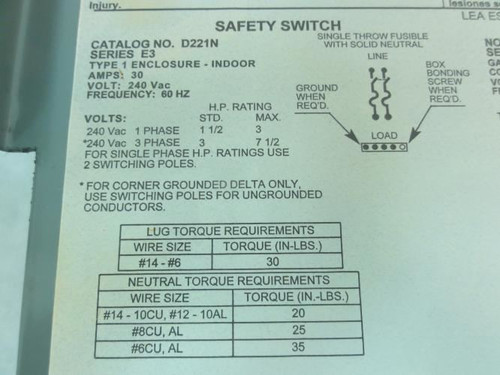 Injury.
lesiones s
LEA ES
SAFETY SWITCH
CATALOG NO. D221N
SERIES E3
TYPE 1 ENCLOSURE - INDOOR
AMPS: 30
VOLT: 240 Vac
FREQUENCY: 60 HZ
SINGLE THROW FUSIBLE
WITH SOLID NEUTRAL
LINE
GROUND
WHEN
REQ'D.
BOX
BONDING
SCREW
WHEN
REQ'D.
LOAD
H.P. RATING
VOLTS: STD. MAX.
240 Vac 1 PHASE 1 1/2 3
*240 Vac 3 PHASE 3 7 1/2
FOR SINGLE PHASE H.P. RATINGS USE
2 SWITCHING POLES.
* FOR CORNER GROUNDED DELTA ONLY,
USE SWITCHING POLES FOR UNGROUNDED
CONDUCTORS.
LUG TORQUE REQUIREMENTS
WIRE SIZE TORQUE (IN-LBS.)
#14 - #6 30
NEUTRAL TORQUE REQUIREMENTS
WIRE SIZE TORQUE (IN.-LBS.)
#14 - 10CU, #12 - 10AL 20
#8CU, AL 25
#6CU, AL 35